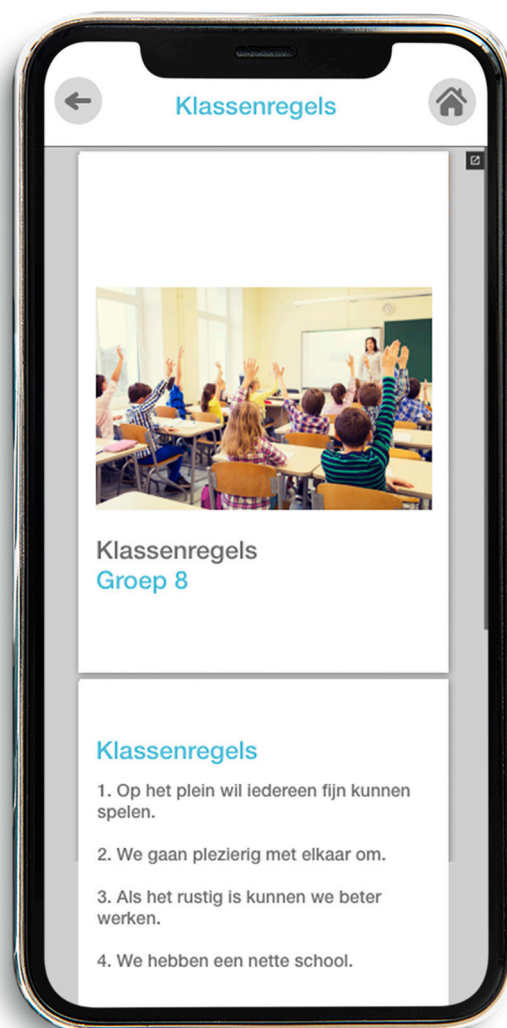 Klassenregels
Klassenregels
Groep 8
Klassenregels
1. Op het plein wil iedereen fijn kunnen
spelen.
2. We gaan plezierig met elkaar om.
3. Als het rustig is kunnen we beter
werken.
4. We hebben een nette school.